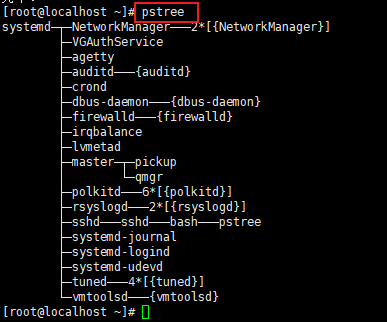 [root@localhost ~]# pstree
systemd─┬─NetworkManager───2*[{NetworkManager}]
        ├─VGAuthService
        ├─agetty
        ├─auditd───{auditd}
        ├─crond
        ├─dbus-daemon───{dbus-daemon}
        ├─firewalld───{firewalld}
        ├─irqbalance
        ├─lvmetad
        ├─master─┬─pickup
        │        └─qmgr
        ├─polkitd───6*[{polkitd}]
        ├─rsyslogd───2*[{rsyslogd}]
        ├─sshd───sshd───bash───pstree
        ├─systemd-journal
        ├─systemd-logind
        ├─systemd-udevd
        ├─tuned───4*[{tuned}]
        └─vmtoolsd───{vmtoolsd}
[root@localhost ~]#